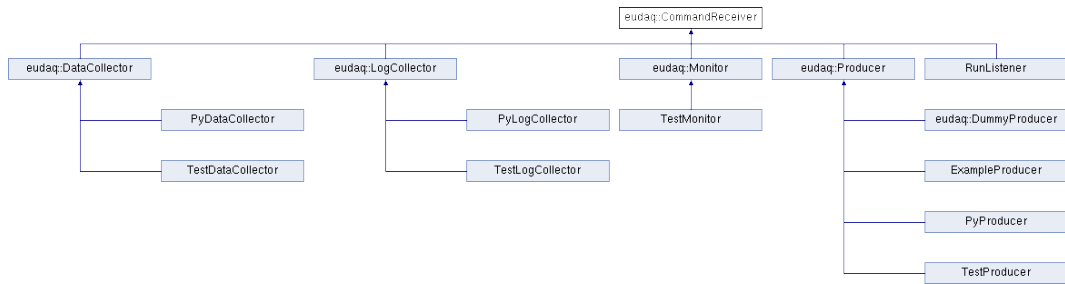 eudaq::CommandReceiver
eudaq::DataCollector
eudaq::LogCollector
eudaq::Monitor
eudaq::Producer
RunListener
PyDataCollector
PyLogCollector
TestMonitor
eudaq::DummyProducer
TestDataCollector
TestLogCollector
ExampleProducer
PyProducer
TestProducer